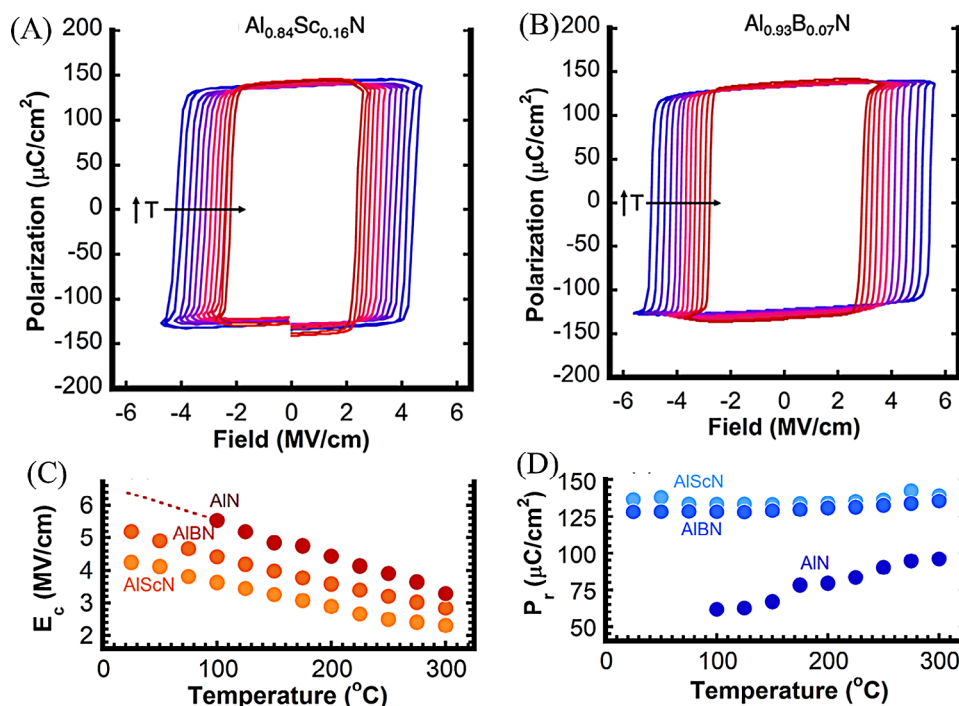 (A)
Al0.84Sc0.16N
200
150
100
50
0
-50
-100
-150
-200
Polarization (μC/cm2)
↑T
-6 -4 -2 0 2 4 6
Field (MV/cm)
(B)
Al0.93B0.07N
200
150
100
50
0
-50
-100
-150
-200
Polarization (μC/cm2)
↑T
-6 -4 -2 0 2 4 6
Field (MV/cm)
(C)
6
5
4
3
2
Ec (MV/cm)
AlN
AlBN
AlScN
0 100 200 300
Temperature (oC)
(D)
150
125
100
75
50
Pr (μC/cm2)
AlScN
AlBN
AlN
0 100 200 300
Temperature (oC)